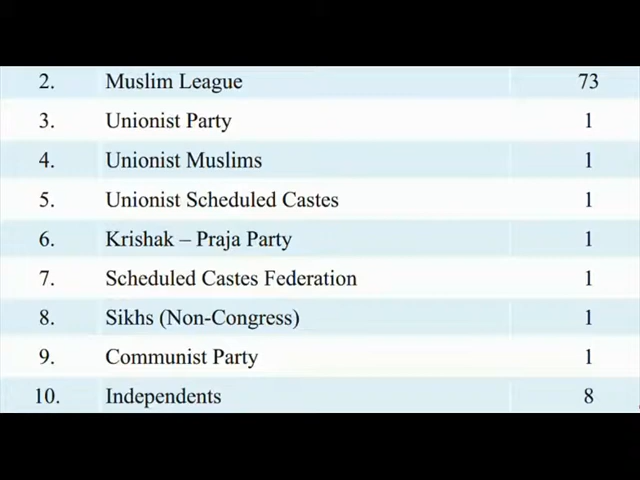 2. Muslim League 73
3. Unionist Party 1
4. Unionist Muslims 1
5. Unionist Scheduled Castes 1
6. Krishak – Praja Party 1
7. Scheduled Castes Federation 1
8. Sikhs (Non-Congress) 1
9. Communist Party 1
10. Independents 8